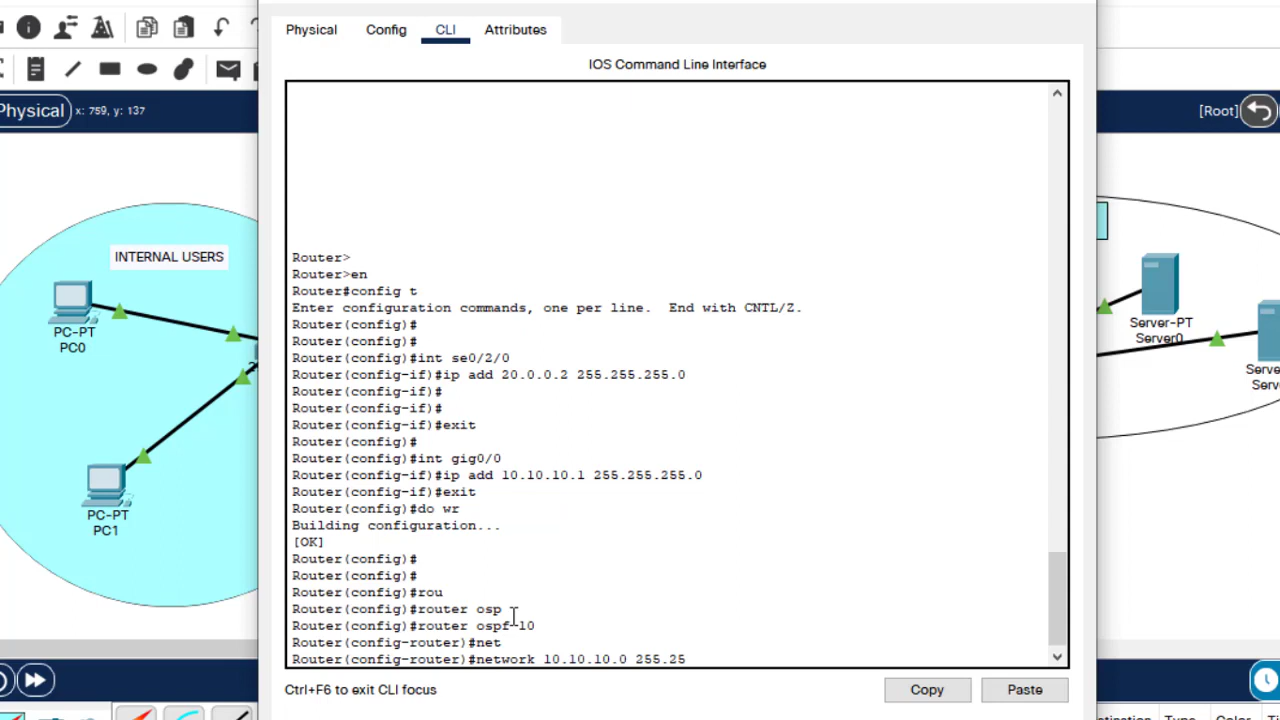 Physical Config CLI Attributes
IOS Command Line Interface
Physical x: 759, y: 137
[Root]
INTERNAL USERS
PC-PT
PC0
PC-PT
PC1
Router>
Router>en
Router#config t
Enter configuration commands, one per line. End with CNTL/Z.
Router(config)#
Router(config)#
Router(config)#int se0/2/0
Router(config-if)#ip add 20.0.0.2 255.255.255.0
Router(config-if)#
Router(config-if)#
Router(config-if)#exit
Router(config)#
Router(config)#int gig0/0
Router(config-if)#ip add 10.10.10.1 255.255.255.0
Router(config-if)#exit
Router(config)#do wr
Building configuration...
[OK]
Router(config)#
Router(config)#
Router(config)#rou
Router(config)#router osp
Router(config)#router ospf 10
Router(config-router)#net
Router(config-router)#network 10.10.10.0 255.25
Server-PT
Server0
Ctrl+F6 to exit CLI focus
Copy Paste